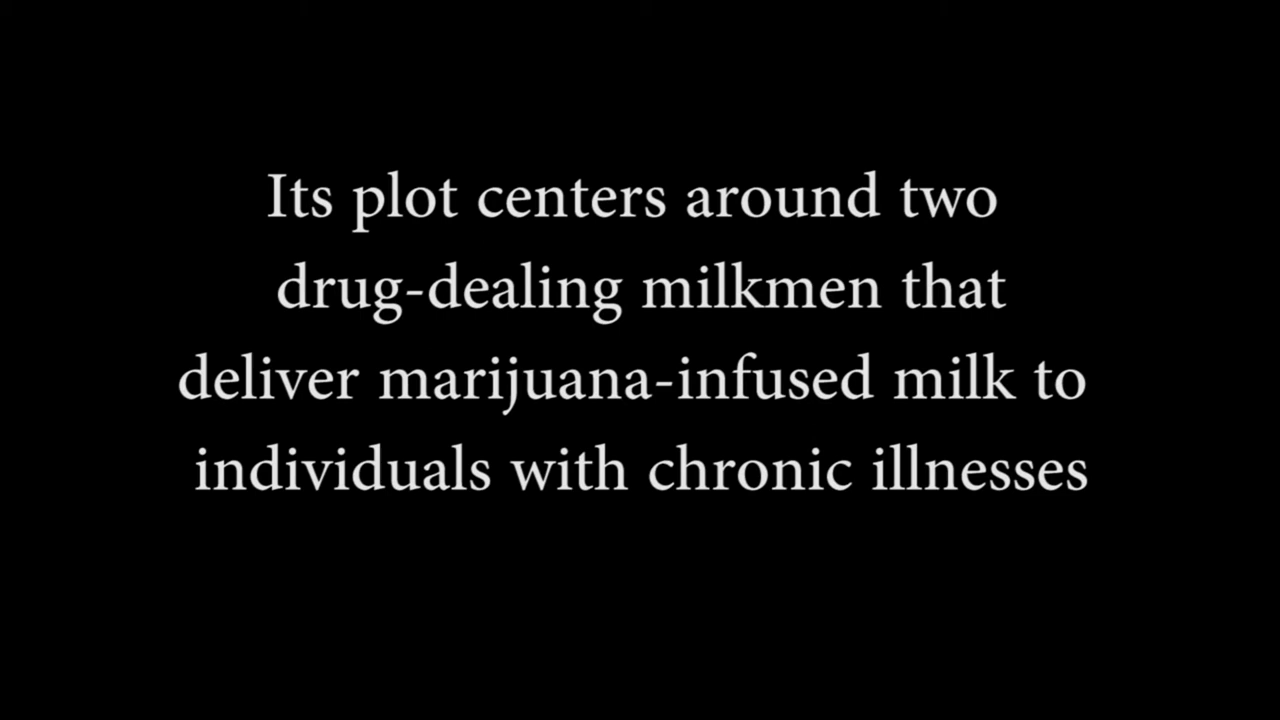 Its plot centers around two
drug-dealing milkmen that
deliver marijuana-infused milk to
individuals with chronic illnesses